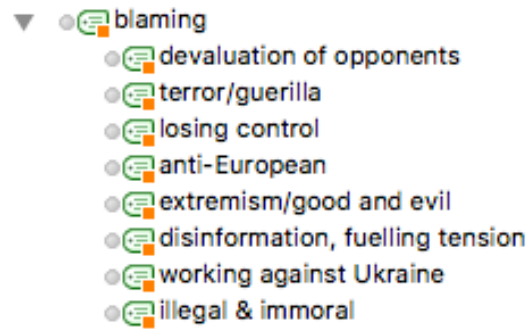 blaming
devaluation of opponents
terror/guerilla
losing control
anti-European
extremism/good and evil
disinformation, fuelling tension
working against Ukraine
illegal & immoral